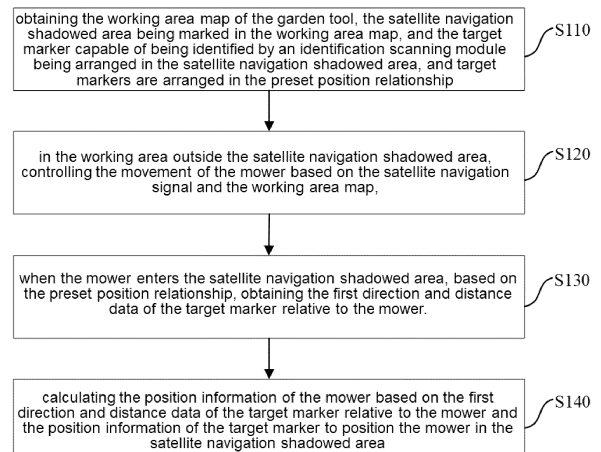 obtaining the working area map of the garden tool, the satellite navigation
shadowed area being marked in the working area map, and the target
marker capable of being identified by an identification scanning module
being arranged in the satellite navigation shadowed area, and target
markers are arranged in the preset position relationship
S110
in the working area outside the satellite navigation shadowed area,
controlling the movement of the mower based on the satellite navigation
signal and the working area map,
S120
when the mower enters the satellite navigation shadowed area, based on
the preset position relationship, obtaining the first direction and distance
data of the target marker relative to the mower.
S130
calculating the position information of the mower based on the first
direction and distance data of the target marker relative to the mower and
the position information of the target marker to position the mower in the
satellite navigation shadowed area
S140